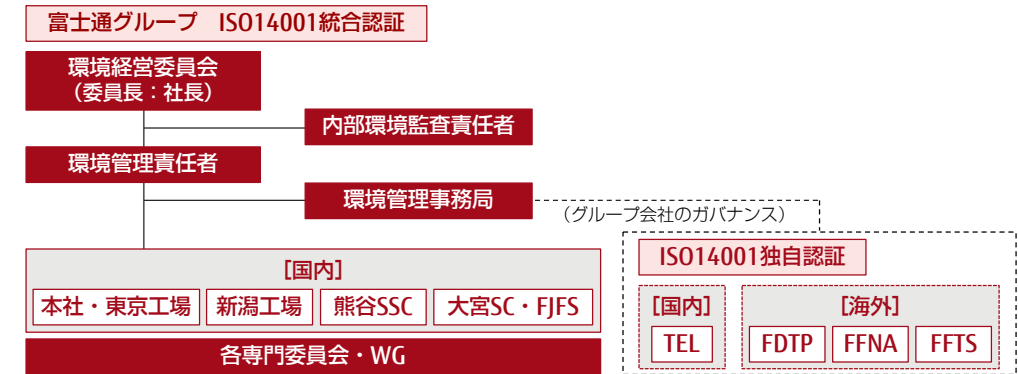 富士通グループ ISO14001統合認証
環境経営委員会
（委員長：社長）
内部環境監査責任者
環境管理責任者
環境管理事務局
（グループ会社のガバナンス）
［国内］
本社・東京工場
新潟工場
熊谷SSC
大宮SC・FJFS
各専門委員会・WG
ISO14001独自認証
［国内］
TEL
［海外］
FDTP
FFNA
FFTS